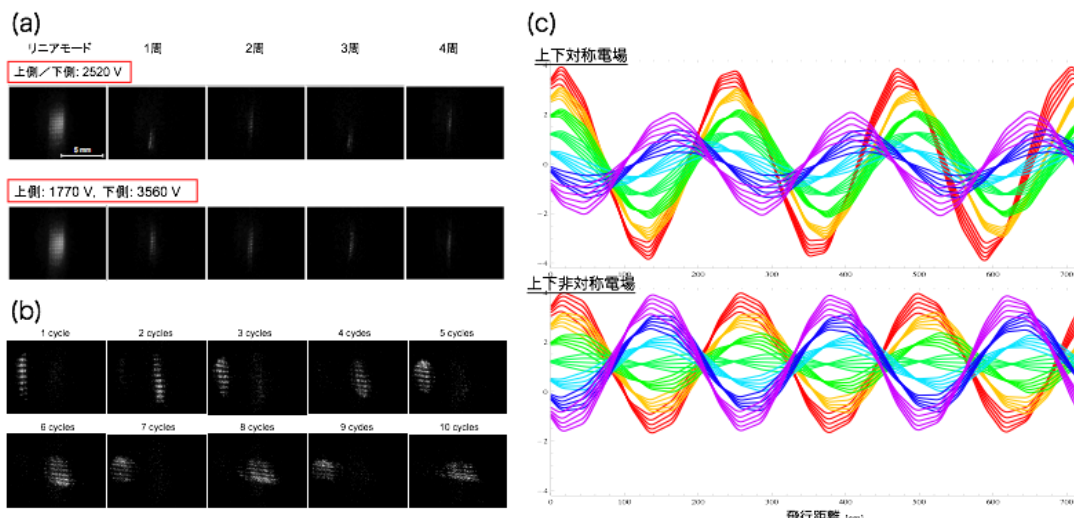 (a)
リニアモード 1周 2周 3周 4周
上側／下側: 2520 V
5 mm
上側: 1770 V, 下側: 3560 V
(b)
1 cycle 2 cycles 3 cycles 4 cycles 5 cycles
6 cycles 7 cycles 8 cycles 9 cycles 10 cycles
(c)
上下対称電場
2
0
-2
-4
0 100 200 300 400 500 600 700
上下非対称電場
2
0
-2
-4
0 100 200 300 400 500 600 700
飛行距離